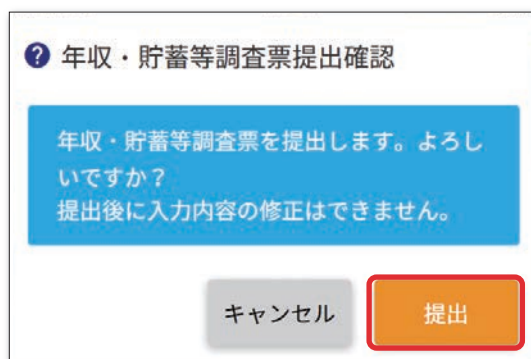 ? 年収・貯蓄等調査票提出確認
年収・貯蓄等調査票を提出します。よろし
いですか？
提出後に入力内容の修正はできません。
キャンセル 提出